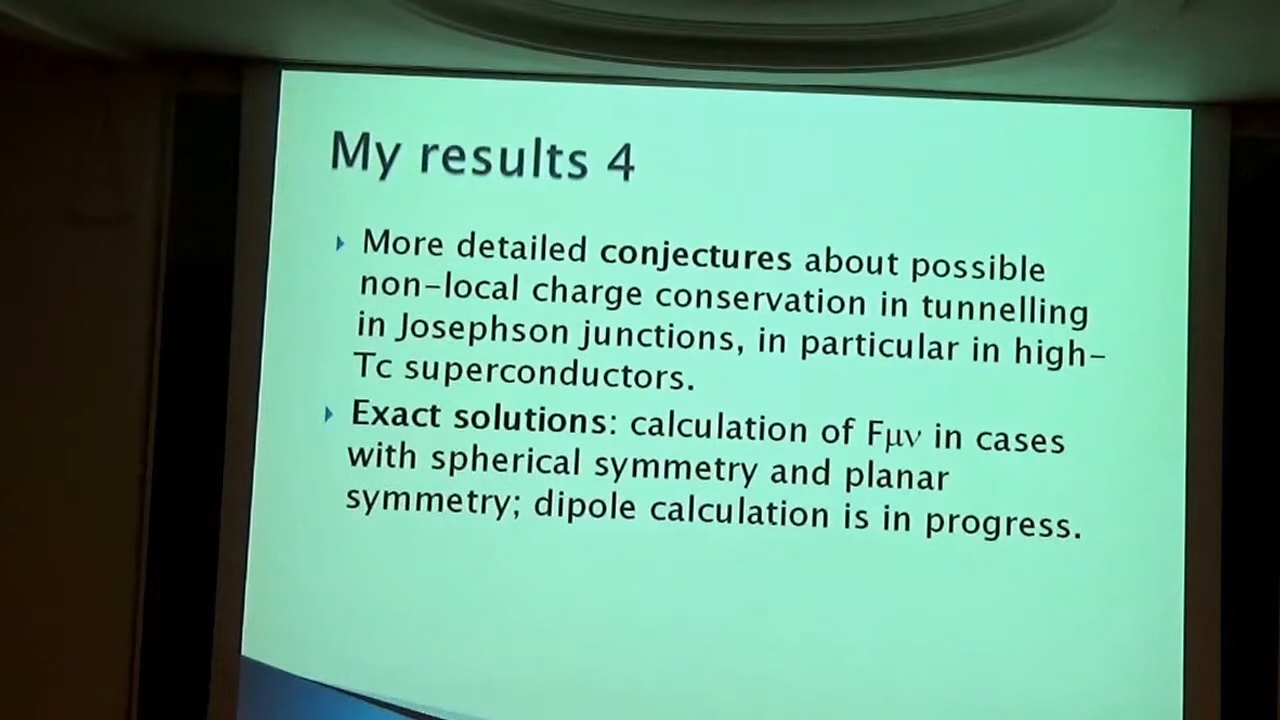 My results 4
More detailed conjectures about possible
non-local charge conservation in tunnelling
in Josephson junctions, in particular in high-
Tc superconductors.
Exact solutions: calculation of Fμν in cases
with spherical symmetry and planar
symmetry; dipole calculation is in progress.